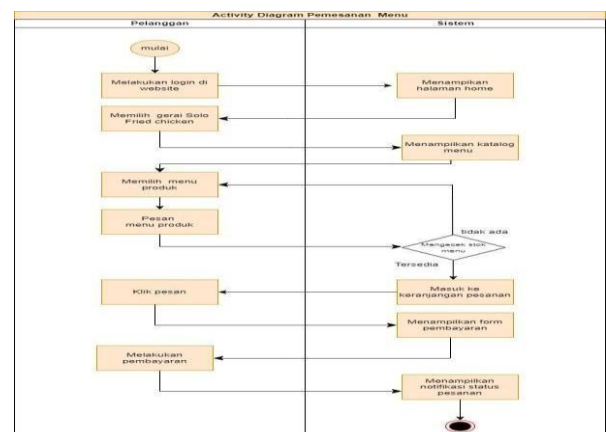 Activity Diagram Pemesanan Menu
Pelanggan
Sistem
mulai
Melakukan login di
website
Menampikan
halaman home
Memilih gerai Solo
Fried chicken
Menampilkan katalog
menu
Memilih menu
produk
Pesan
menu produk
tidak ada
Mengecek stok
menu
Tersedia
Masuk ke
keranjangan pesanan
Klik pesan
Menampilkan form
pembayaran
Melakukan
pembayaran
Menampilkan
notifikasi status
pesanan